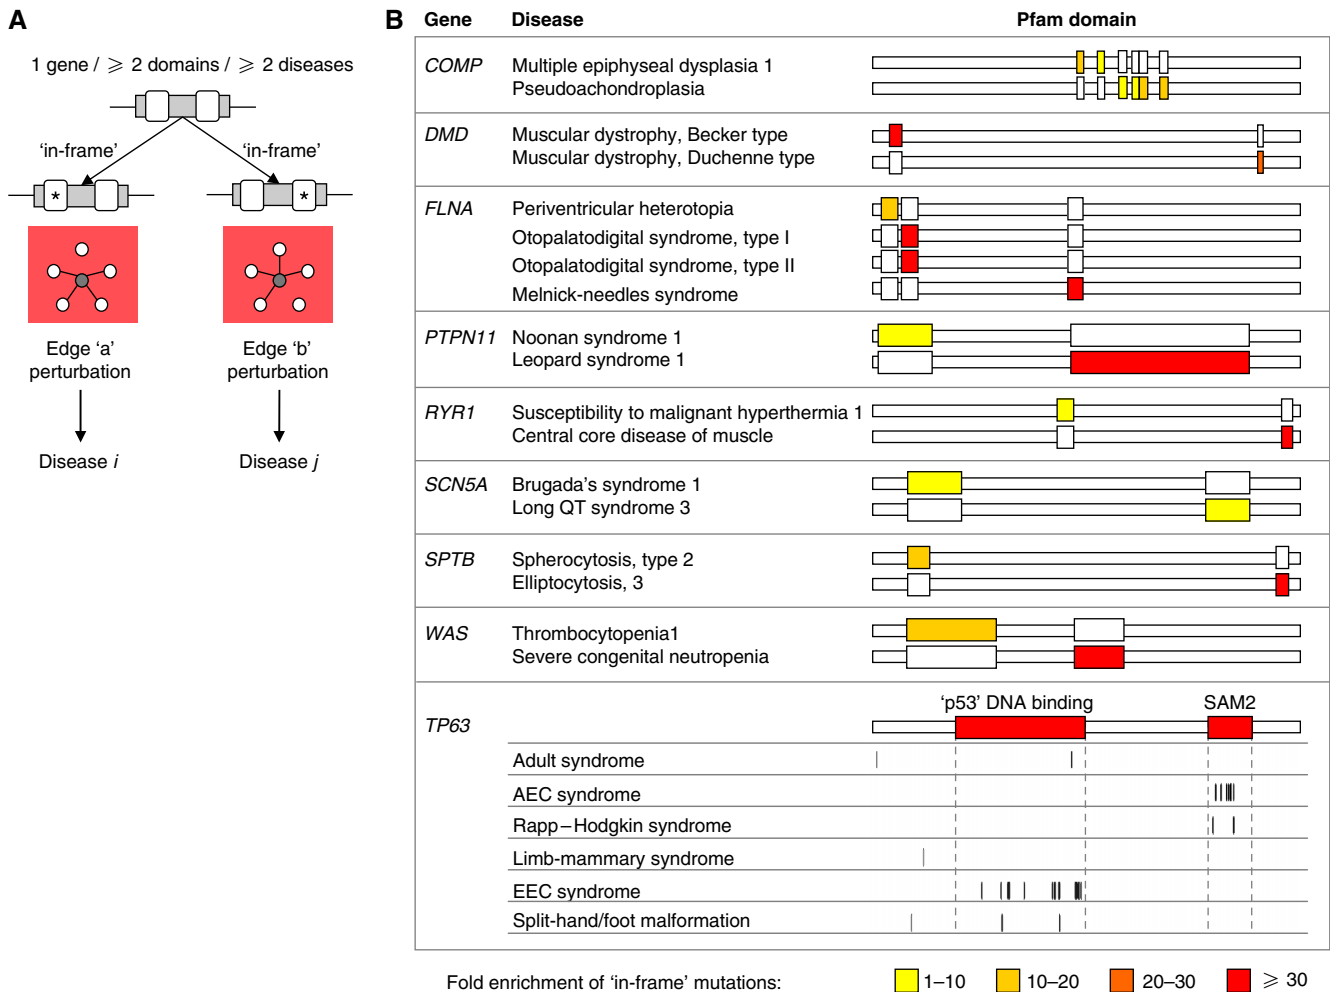 A
1 gene / ⩾ 2 domains / ⩾ 2 diseases
'in-frame' 'in-frame'
* *
Edge 'a' perturbation
Edge 'b' perturbation
Disease i
Disease j
B Gene Disease Pfam domain
COMP Multiple epiphyseal dysplasia 1
Pseudoachondroplasia
DMD Muscular dystrophy, Becker type
Muscular dystrophy, Duchenne type
FLNA Periventricular heterotopia
Otopalatodigital syndrome, type I
Otopalatodigital syndrome, type II
Melnick-needles syndrome
PTPN11 Noonan syndrome 1
Leopard syndrome 1
RYR1 Susceptibility to malignant hyperthermia 1
Central core disease of muscle
SCN5A Brugada's syndrome 1
Long QT syndrome 3
SPTB Spherocytosis, type 2
Elliptocytosis, 3
WAS Thrombocytopenia1
Severe congenital neutropenia
'p53' DNA binding SAM2
TP63
Adult syndrome
AEC syndrome
Rapp–Hodgkin syndrome
Limb-mammary syndrome
EEC syndrome
Split-hand/foot malformation
Fold enrichment of 'in-frame' mutations: 1–10 10–20 20–30 ⩾ 30